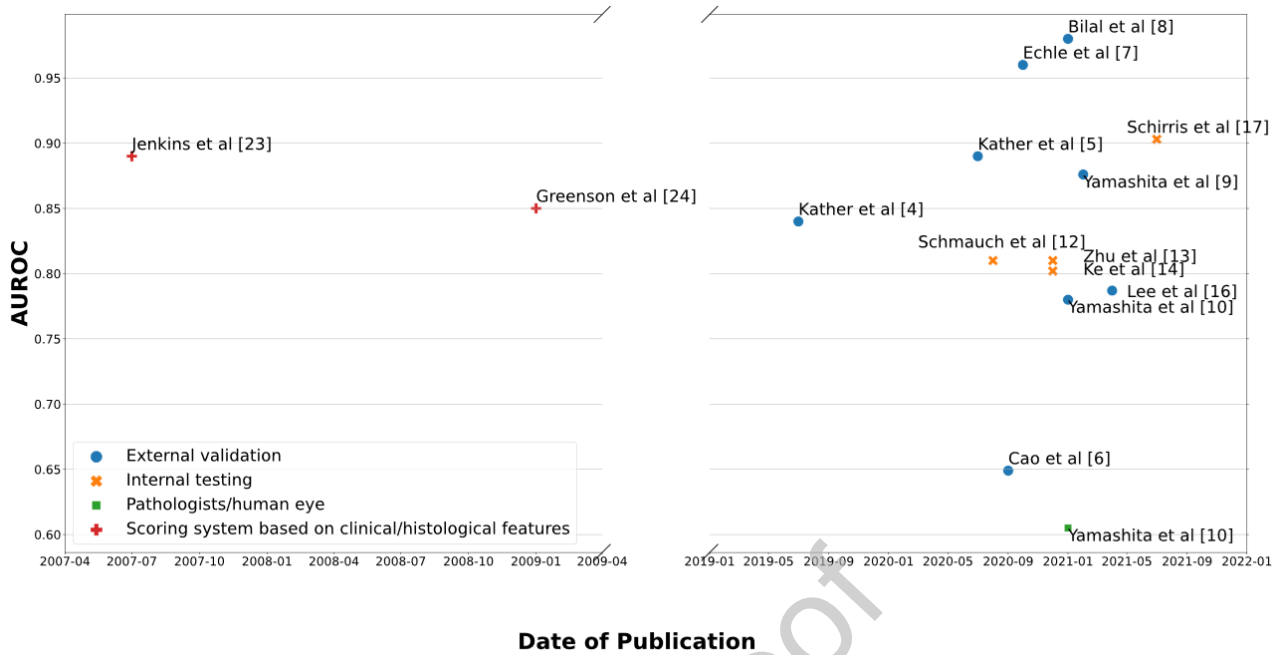 Bilal et al [8]
Echle et al [7]
0.95
Schirris et al [17]
0.90
Jenkins et al [23]
Kather et al [5]
Yamashita et al [9]
Greenson et al [24]
0.85
Kather et al [4]
Schmauch et al [12]
Zhu et al [13]
0.80
Ke et al [14]
Lee et al [16]
Yamashita et al [10]
AUROC
0.75
0.70
0.65
Cao et al [6]
External validation
Internal testing
Pathologists/human eye
Scoring system based on clinical/histological features
0.60
Yamashita et al [10]
2007-04 2007-07 2007-10 2008-01 2008-04 2008-07 2008-10 2009-01 2009-04 2019-01 2019-05 2019-09 2020-01 2020-05 2020-09 2021-01 2021-05 2021-09 2022-01
Date of Publication
oof